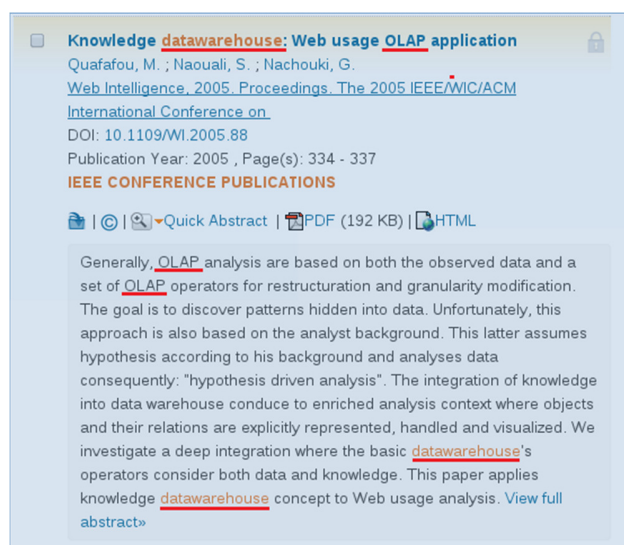 Knowledge datawarehouse: Web usage OLAP application
Quafafou, M. ; Naouali, S. ; Nachouki, G.
Web Intelligence, 2005. Proceedings. The 2005 IEEE/WIC/ACM
International Conference on
DOI: 10.1109/WI.2005.88
Publication Year: 2005 , Page(s): 334 - 337
IEEE CONFERENCE PUBLICATIONS
| © | Quick Abstract | PDF (192 KB) | HTML
Generally, OLAP analysis are based on both the observed data and a
set of OLAP operators for restructuration and granularity modification.
The goal is to discover patterns hidden into data. Unfortunately, this
approach is also based on the analyst background. This latter assumes
hypothesis according to his background and analyses data
consequently: "hypothesis driven analysis". The integration of knowledge
into data warehouse conduce to enriched analysis context where objects
and their relations are explicitly represented, handled and visualized. We
investigate a deep integration where the basic datawarehouse's
operators consider both data and knowledge. This paper applies
knowledge datawarehouse concept to Web usage analysis. View full
abstract»